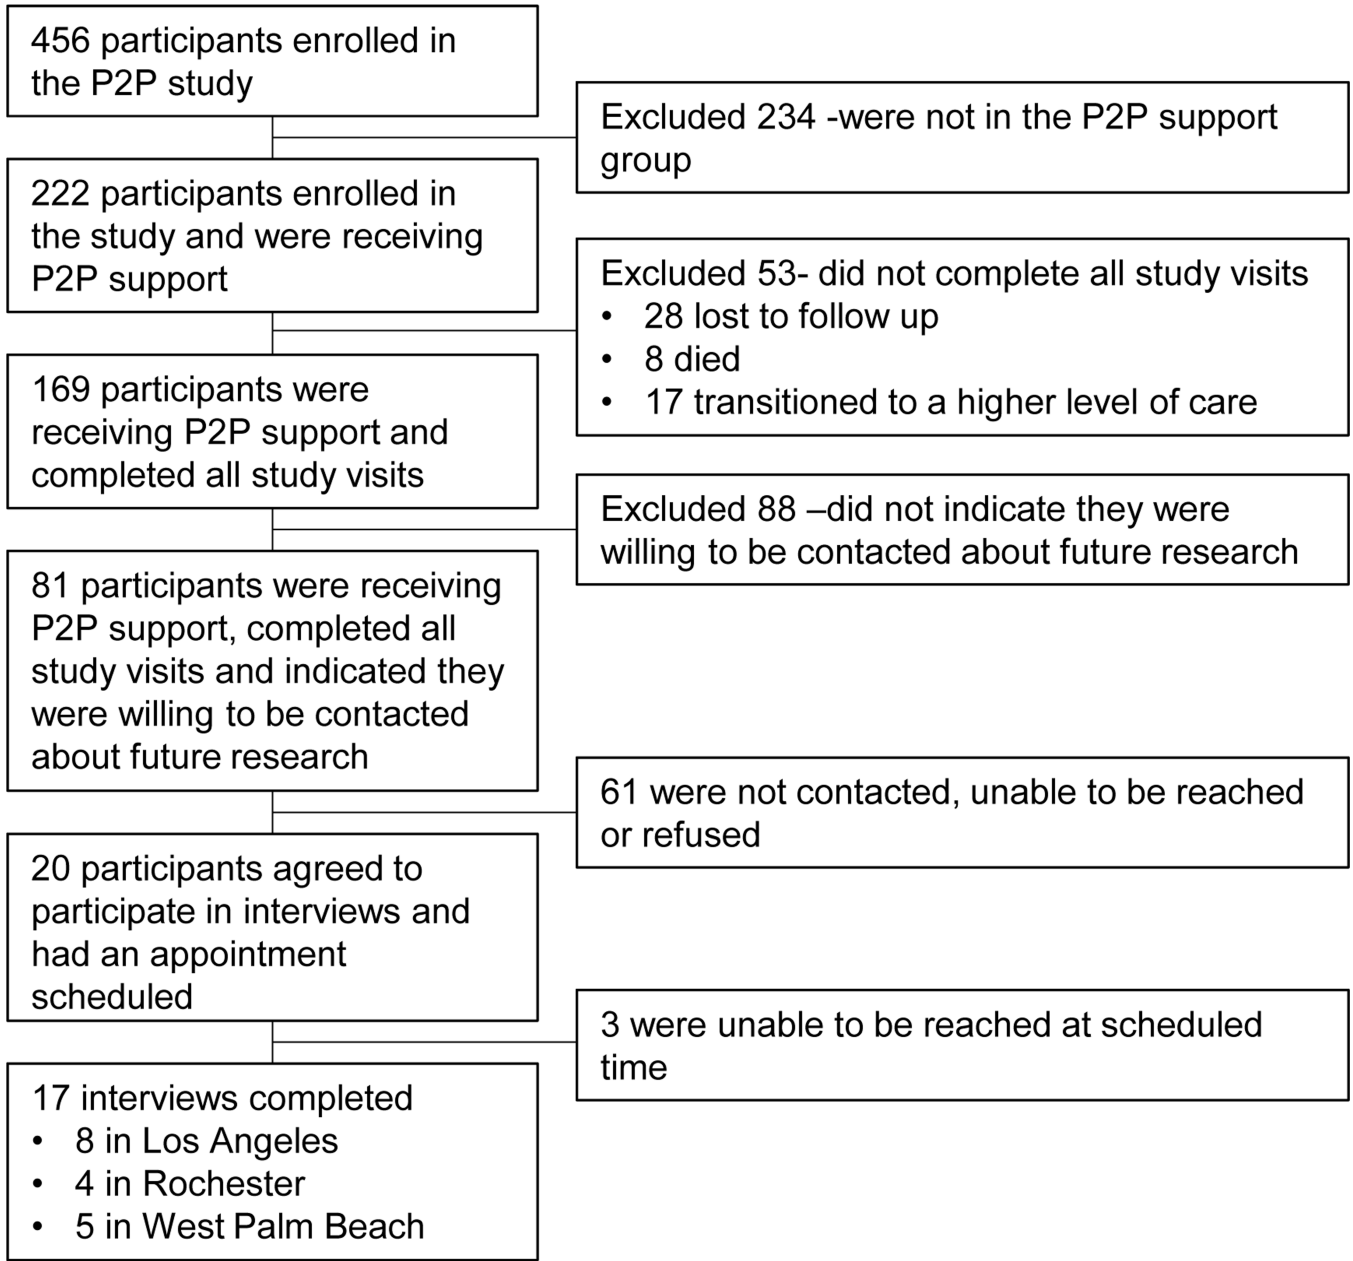 456 participants enrolled in
the P2P study
Excluded 234 -were not in the P2P support
group
222 participants enrolled in
the study and were receiving
P2P support
Excluded 53- did not complete all study visits
• 28 lost to follow up
• 8 died
• 17 transitioned to a higher level of care
169 participants were
receiving P2P support and
completed all study visits
Excluded 88 –did not indicate they were
willing to be contacted about future research
81 participants were receiving
P2P support, completed all
study visits and indicated they
were willing to be contacted
about future research
61 were not contacted, unable to be reached
or refused
20 participants agreed to
participate in interviews and
had an appointment
scheduled
3 were unable to be reached at scheduled
time
17 interviews completed
• 8 in Los Angeles
• 4 in Rochester
• 5 in West Palm Beach